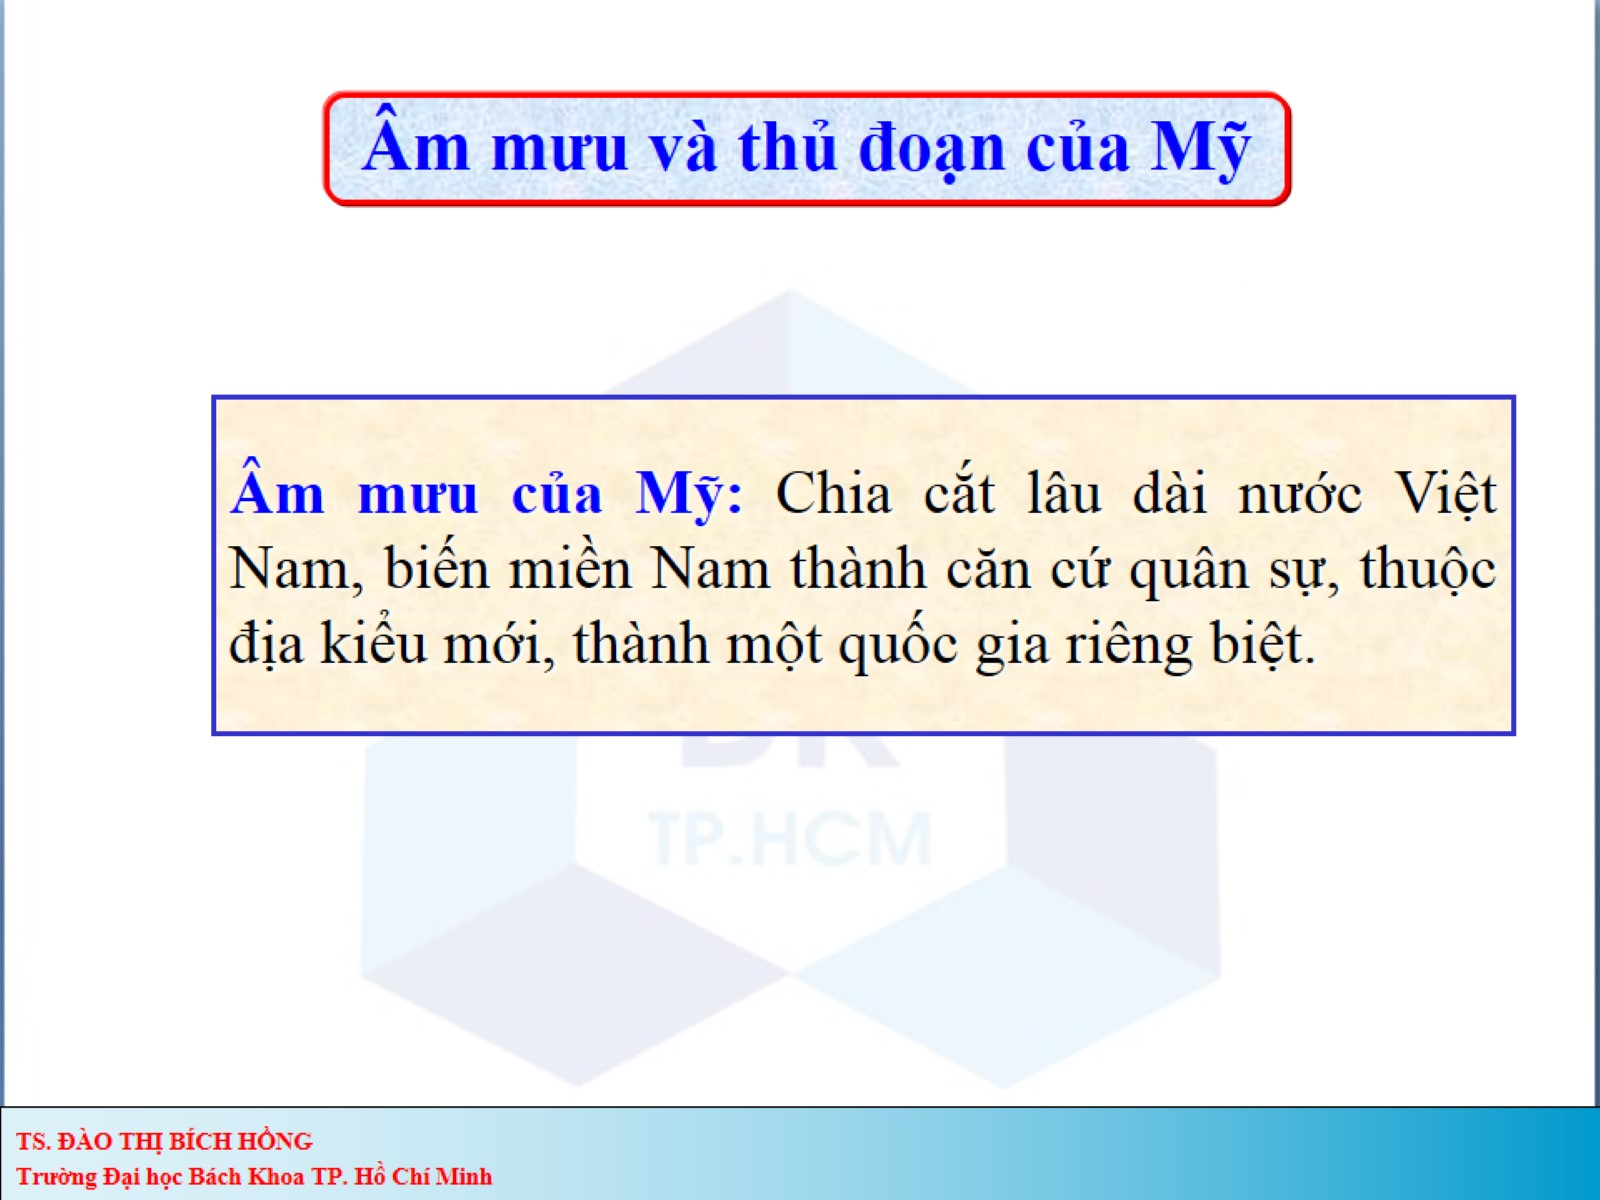 Âm mưu và thủ đoạn của Mỹ
Âm mưu của Mỹ: Chia cắt lâu dài nước Việt
Nam, biến miền Nam thành căn cứ quân sự, thuộc
địa kiểu mới, thành một quốc gia riêng biệt.
BK
TP.HCM
TS. ĐÀO THỊ BÍCH HỒNG
Trường Đại học Bách Khoa TP. Hồ Chí Minh